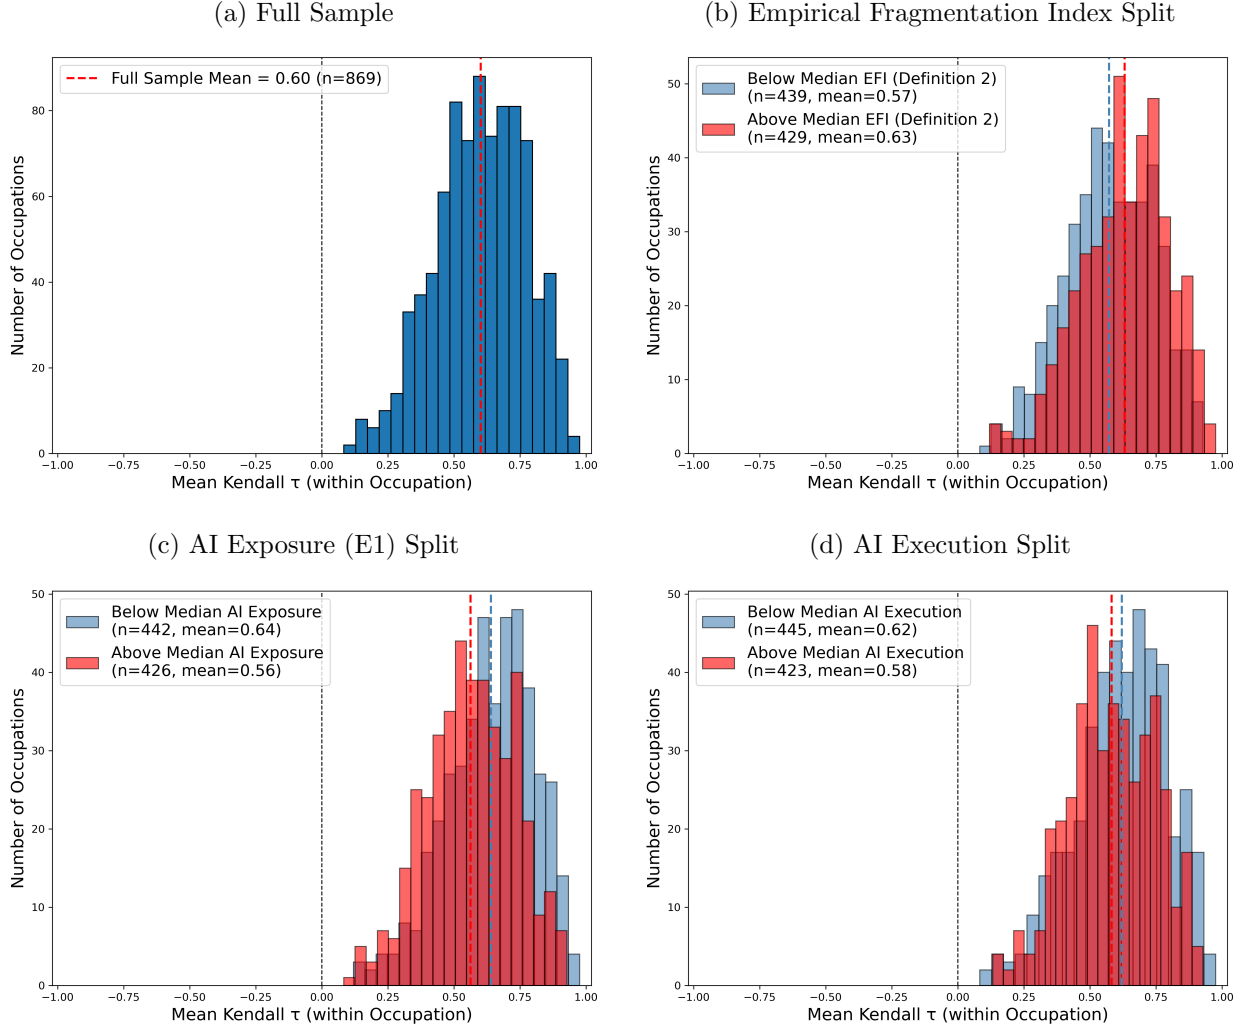 (a) Full Sample
Full Sample Mean = 0.60 (n=869)
Number of Occupations
80
60
40
20
0
−1.00 −0.75 −0.50 −0.25 0.00 0.25 0.50 0.75 1.00
Mean Kendall τ (within Occupation)
(b) Empirical Fragmentation Index Split
Below Median EFI (Definition 2)
(n=439, mean=0.57)
Above Median EFI (Definition 2)
(n=429, mean=0.63)
Number of Occupations
50
40
30
20
10
0
−1.00 −0.75 −0.50 −0.25 0.00 0.25 0.50 0.75 1.00
Mean Kendall τ (within Occupation)
(c) AI Exposure (E1) Split
Below Median AI Exposure
(n=442, mean=0.64)
Above Median AI Exposure
(n=426, mean=0.56)
Number of Occupations
50
40
30
20
10
0
−1.00 −0.75 −0.50 −0.25 0.00 0.25 0.50 0.75 1.00
Mean Kendall τ (within Occupation)
(d) AI Execution Split
Below Median AI Execution
(n=445, mean=0.62)
Above Median AI Execution
(n=423, mean=0.58)
Number of Occupations
50
40
30
20
10
0
−1.00 −0.75 −0.50 −0.25 0.00 0.25 0.50 0.75 1.00
Mean Kendall τ (within Occupation)